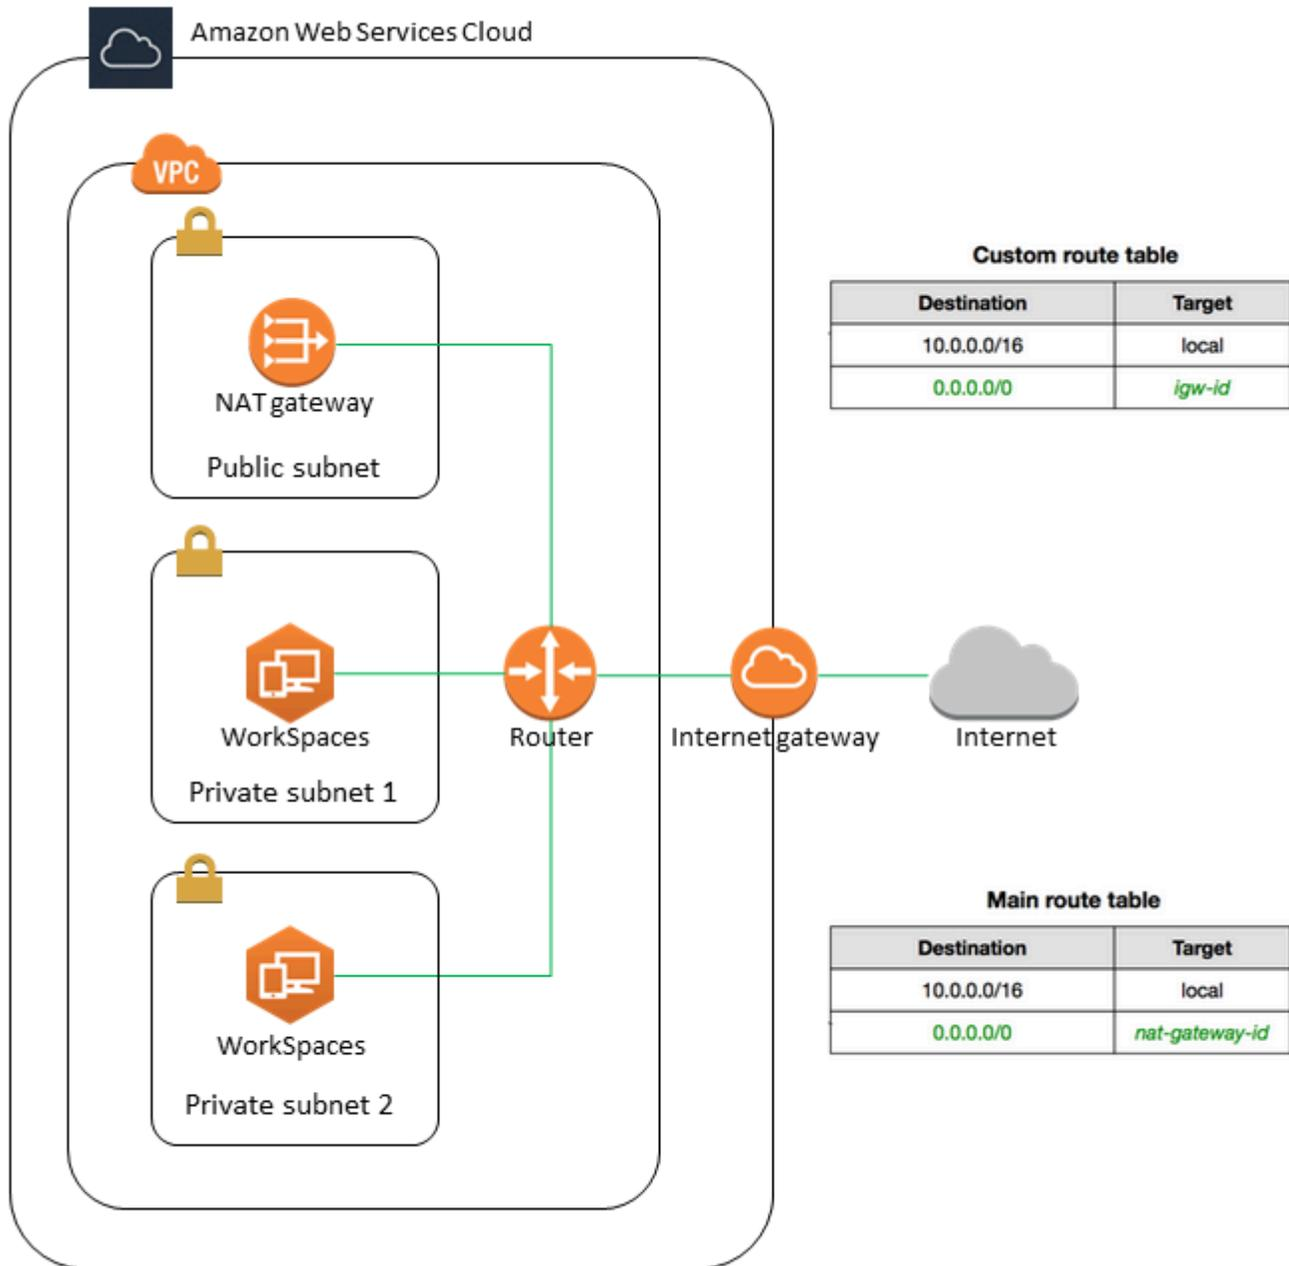 Amazon Web Services Cloud
VPC
NAT gateway
Public subnet
WorkSpaces
Private subnet 1
Router
Internet gateway
Internet
WorkSpaces
Private subnet 2
Custom route table
Destination Target
10.0.0.0/16 local
0.0.0.0/0 igw-id
Main route table
Destination Target
10.0.0.0/16 local
0.0.0.0/0 nat-gateway-id